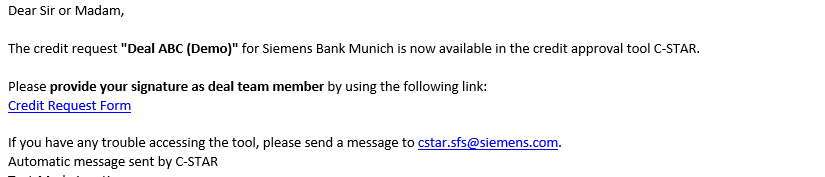 Dear Sir or Madam,
The credit request "Deal ABC (Demo)" for Siemens Bank Munich is now available in the credit approval tool C-STAR.
Please provide your signature as deal team member by using the following link:
Credit Request Form
If you have any trouble accessing the tool, please send a message to cstar.sfs@siemens.com.
Automatic message sent by C-STAR